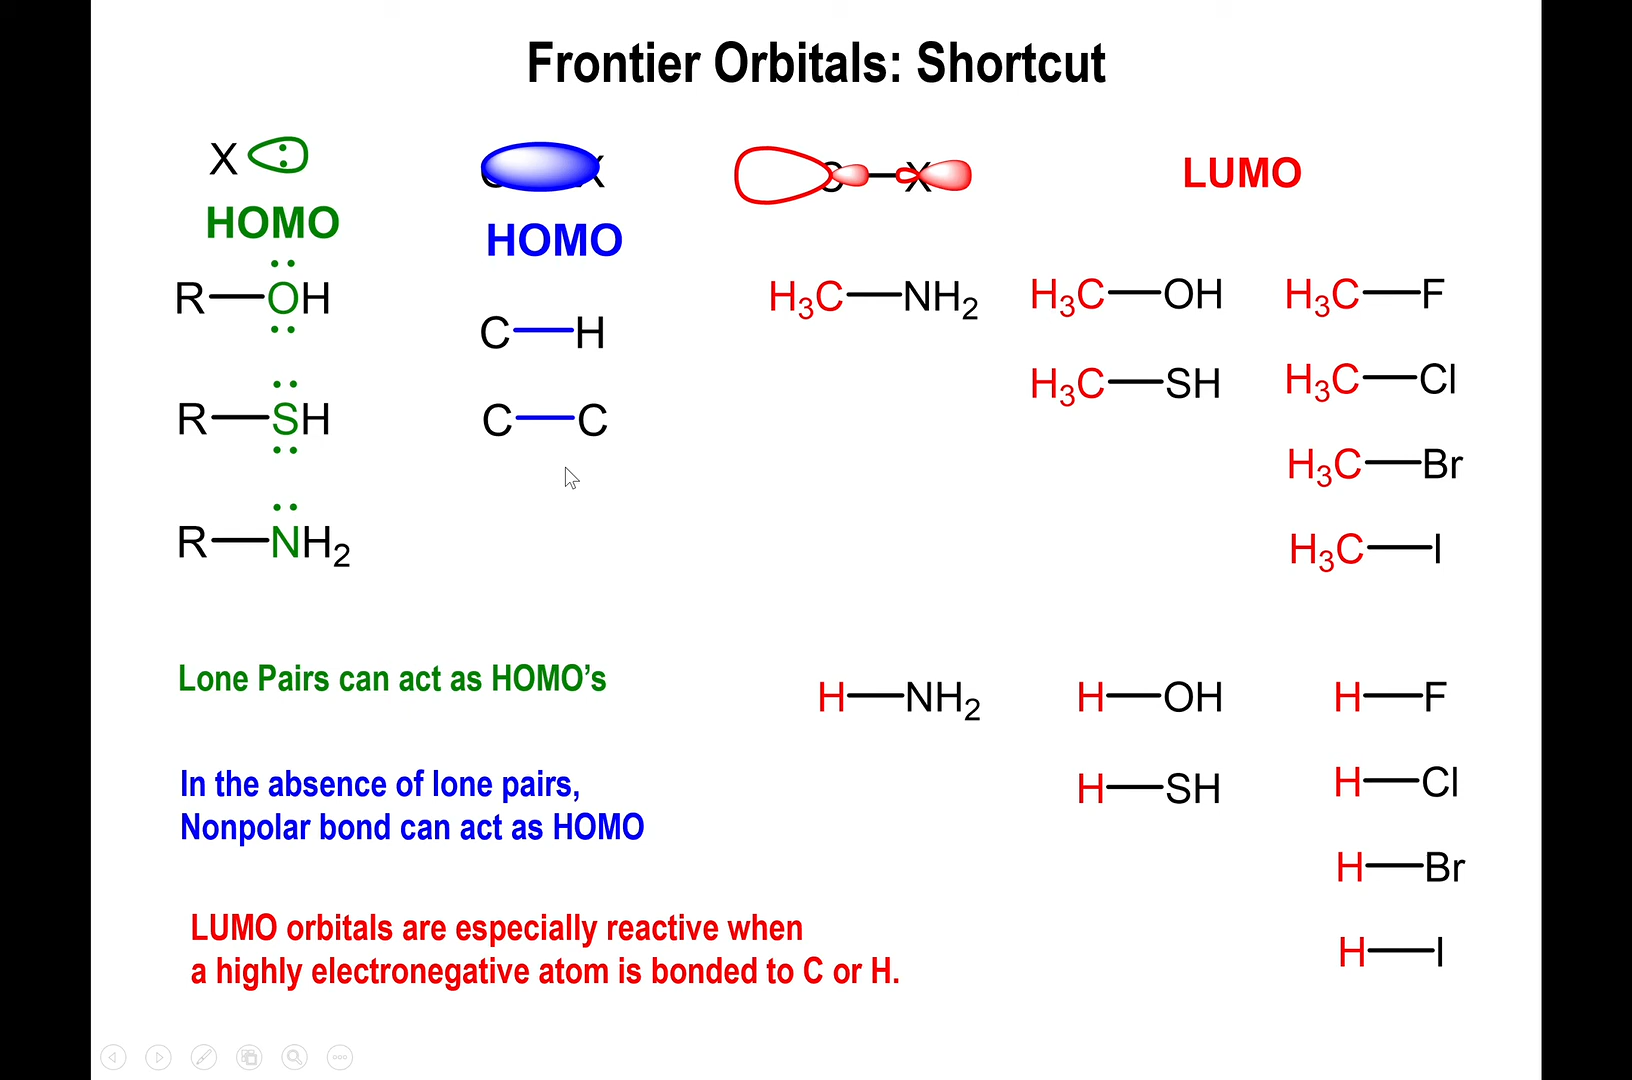 Frontier Orbitals: Shortcut
X
HOMO
R—OH
R—SH
R—NH2
X
HOMO
C—H
C—C
C—X
LUMO
H3C—NH2
H3C—OH
H3C—F
H3C—SH
H3C—Cl
H3C—Br
H3C—I
Lone Pairs can act as HOMO’s
In the absence of lone pairs,
Nonpolar bond can act as HOMO
LUMO orbitals are especially reactive when
a highly electronegative atom is bonded to C or H.
H—NH2
H—OH
H—F
H—SH
H—Cl
H—Br
H—I